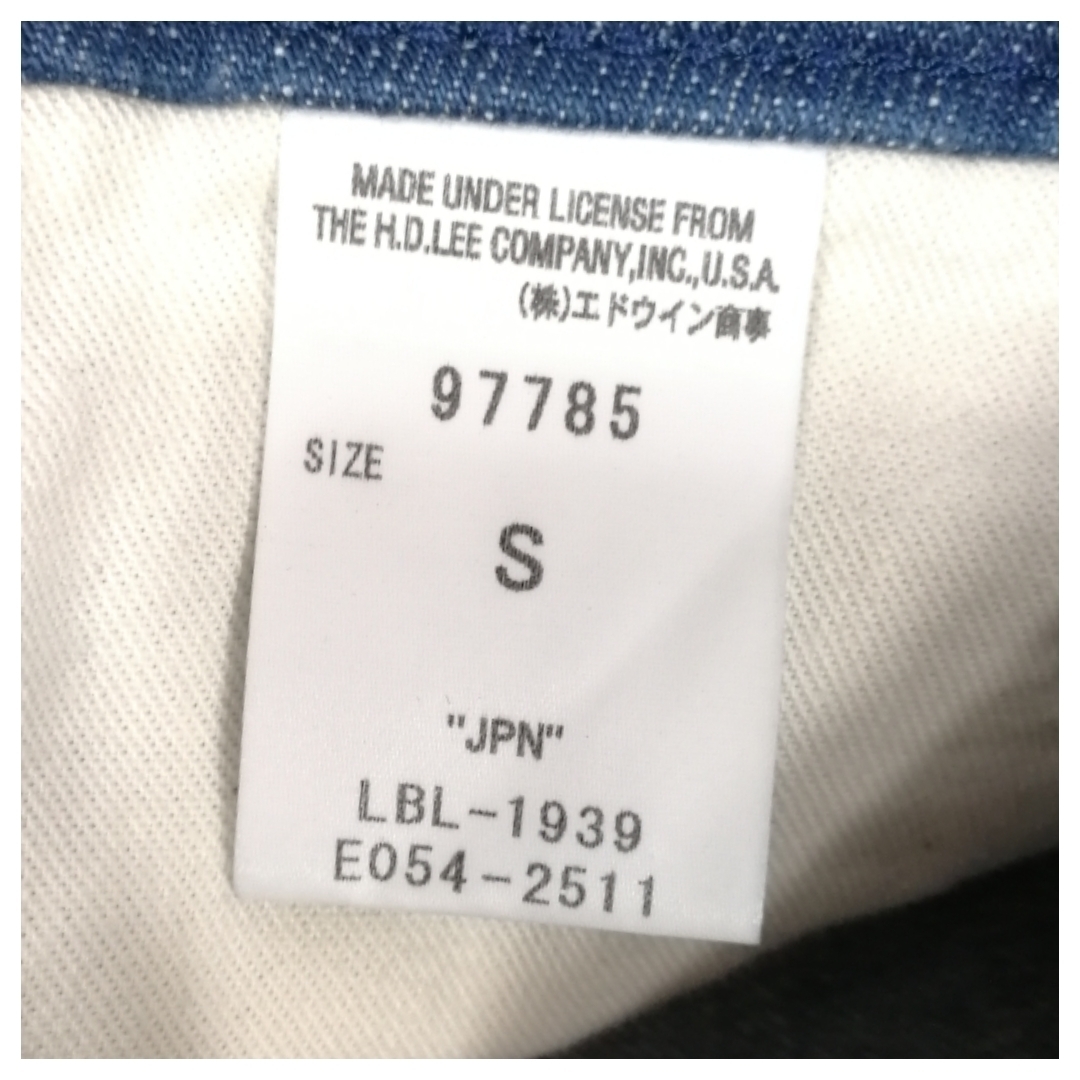 MADE UNDER LICENSE FROM
THE H.D.LEE COMPANY,INC.,U.S.A.
(株)エドウイン商事
97785
SIZE
S
"JPN"
LBL-1939
E054-2511